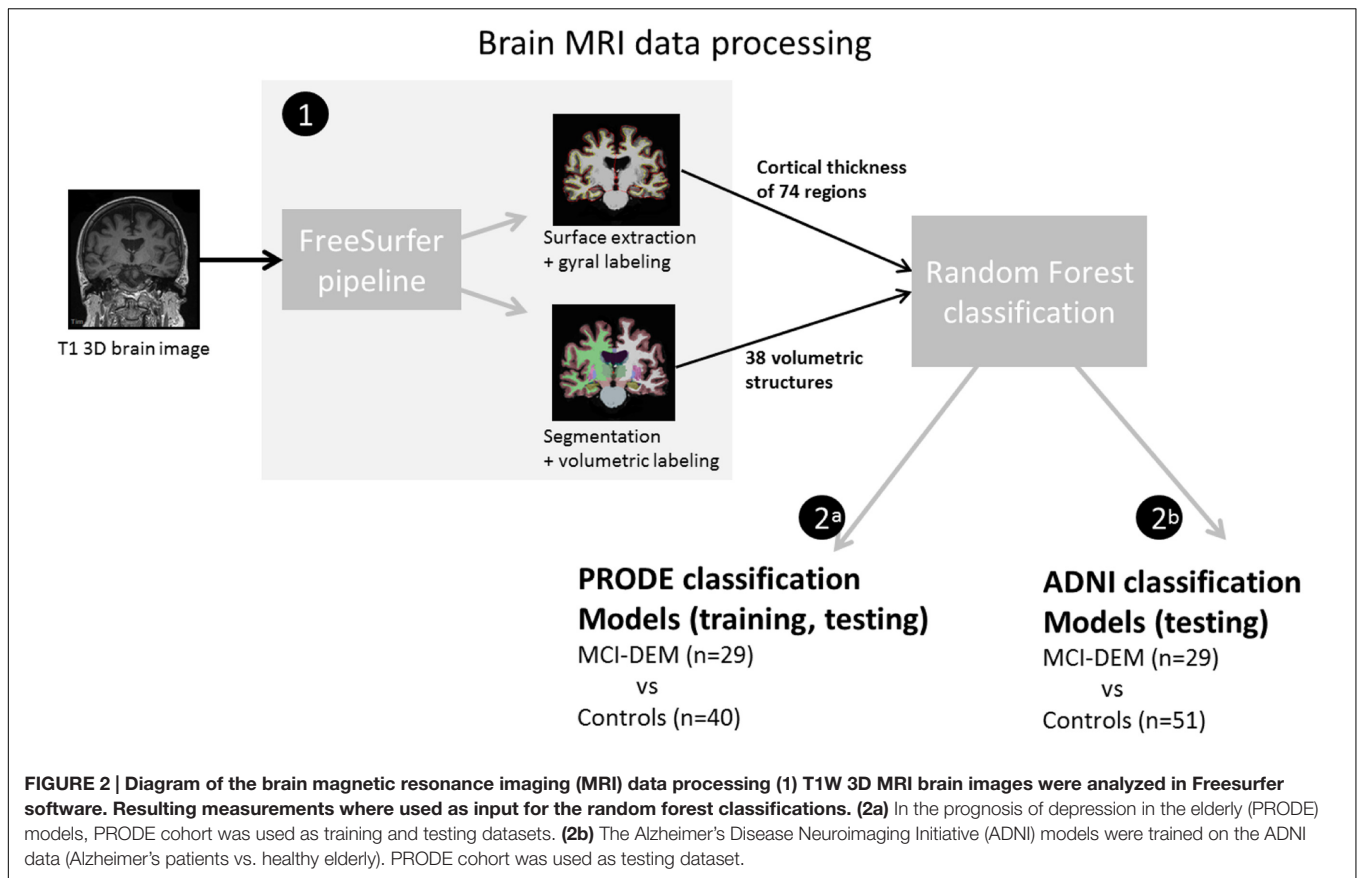 Brain MRI data processing
1
Tim
T1 3D brain image
FreeSurfer
pipeline
Surface extraction
+ gyral labeling
Segmentation
+ volumetric labeling
Cortical thickness
of 74 regions
38 volumetric
structures
Random Forest
classification
2a
PRODE classification
Models (training, testing)
MCI-DEM (n=29)
vs
Controls (n=40)
2b
ADNI classification
Models (testing)
MCI-DEM (n=29)
vs
Controls (n=51)
FIGURE 2 | Diagram of the brain magnetic resonance imaging (MRI) data processing (1) T1W 3D MRI brain images were analyzed in Freesurfer
software. Resulting measurements where used as input for the random forest classifications. (2a) In the prognosis of depression in the elderly (PRODE)
models, PRODE cohort was used as training and testing datasets. (2b) The Alzheimer's Disease Neuroimaging Initiative (ADNI) models were trained on the ADNI
data (Alzheimer's patients vs. healthy elderly). PRODE cohort was used as testing dataset.